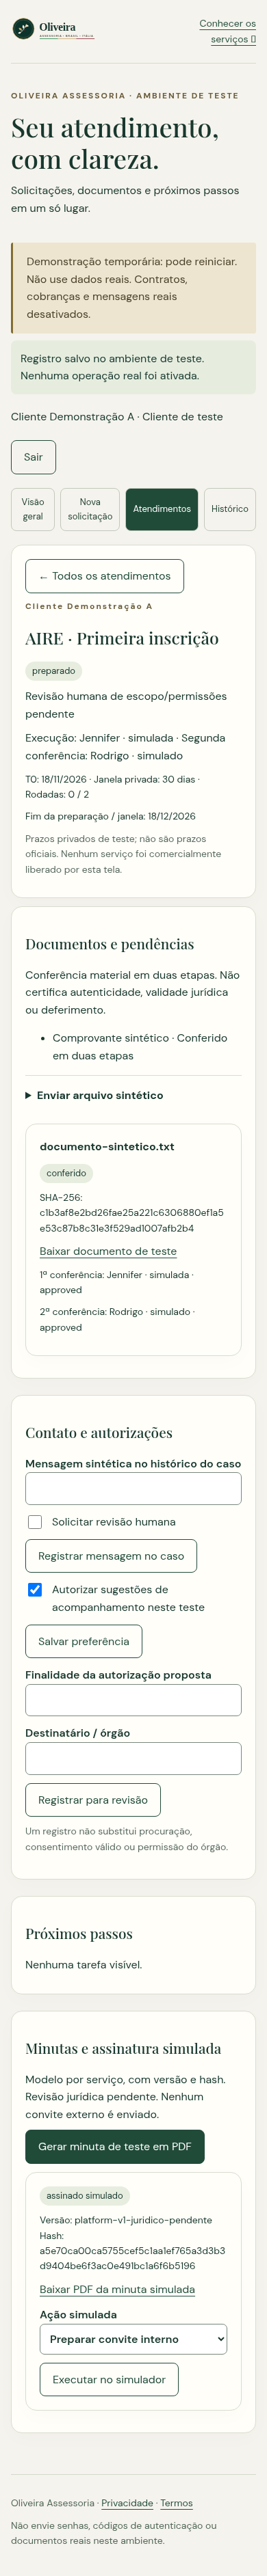 Oliveira
Conhecer os
serviços
OLIVEIRA ASSESSORIA · AMBIENTE DE TESTE
Seu atendimento,
com clareza.
Solicitações, documentos e próximos passos
em um só lugar.
Demonstração temporária: pode reiniciar.
Não use dados reais. Contratos,
cobranças e mensagens reais
desativados.
Registro salvo no ambiente de teste.
Nenhuma operação real foi ativada.
Cliente Demonstração A · Cliente de teste
Sair
Visão
geral
Nova
solicitação
Atendimentos
Histórico
← Todos os atendimentos
Cliente Demonstração A
AIRE · Primeira inscrição
preparado
Revisão humana de escopo/permissões
pendente
Execução: Jennifer · simulada · Segunda
conferência: Rodrigo · simulado
T0: 18/11/2026 · Janela privada: 30 dias ·
Rodadas: 0 / 2
Fim da preparação / janela: 18/12/2026
Prazos privados de teste; não são prazos
oficiais. Nenhum serviço foi comercialmente
liberado por esta tela.
Documentos e pendências
Conferência material em duas etapas. Não
certifica autenticidade, validade jurídica
ou deferimento.
• Comprovante sintético · Conferido
em duas etapas
▶ Enviar arquivo sintético
documento-sintetico.txt
conferido
SHA-256:
c1b3af8e2bd26fae25a221c6306880ef1a5
e53c87b8c31e3f529ad1007afb2b4
Baixar documento de teste
1ª conferência: Jennifer · simulada ·
approved
2ª conferência: Rodrigo · simulado ·
approved
Contato e autorizações
Mensagem sintética no histórico do caso
Solicitar revisão humana
Registrar mensagem no caso
Autorizar sugestões de
acompanhamento neste teste
Salvar preferência
Finalidade da autorização proposta
Destinatário / órgão
Registrar para revisão
Um registro não substitui procuração,
consentimento válido ou permissão do órgão.
Próximos passos
Nenhuma tarefa visível.
Minutas e assinatura simulada
Modelo por serviço, com versão e hash.
Revisão jurídica pendente. Nenhum
convite externo é enviado.
Gerar minuta de teste em PDF
assinado simulado
Versão: platform-v1-juridico-pendente
Hash:
a5e70ca00ca5755cef5c1aa1ef765a3d3b3
d9404be6f3ac0e491bc1a6f6b5196
Baixar PDF da minuta simulada
Ação simulada
Preparar convite interno
Executar no simulador
Oliveira Assessoria · Privacidade · Termos
Não envie senhas, códigos de autenticação ou
documentos reais neste ambiente.